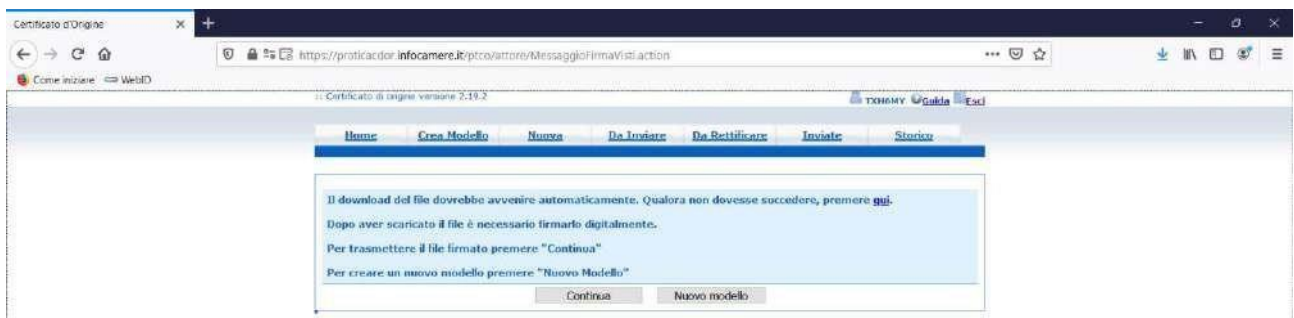 Certificato d'Origine
https://praticacdor.infocamere.it/ptco/attore/MessaggioFirmaVisti.action
Come iniziare WebID
:: Certificato di origine versione 2.19.2
TXH6MY Guida Esci
Home Crea Modello Nuova Da Inviare Da Rettificare Inviate Storico
Il download del file dovrebbe avvenire automaticamente. Qualora non dovesse succedere, premere qui.
Dopo aver scaricato il file è necessario firmarlo digitalmente.
Per trasmettere il file firmato premere "Continua"
Per creare un nuovo modello premere "Nuovo Modello"
Continua Nuovo modello